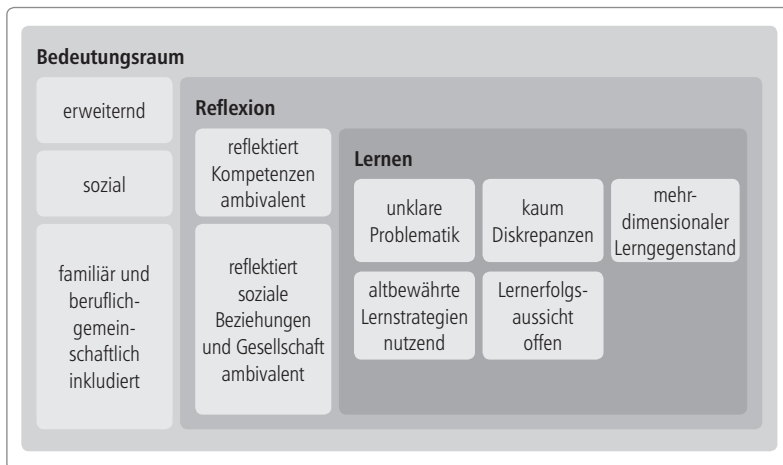 Bedeutungsraum
erweiternd
sozial
familiär und
beruflich-
gemein-
schaftlich
inkludiert
Reflexion
reflektiert
Kompetenzen
ambivalent
reflektiert
soziale
Beziehungen
und Gesellschaft
ambivalent
Lernen
unklare
Problematik
kaum
Diskrepanzen
mehr-
dimensionaler
Lerngegenstand
altbewährte
Lernstrategien
nutzend
Lernerfolgs-
aussicht
offen